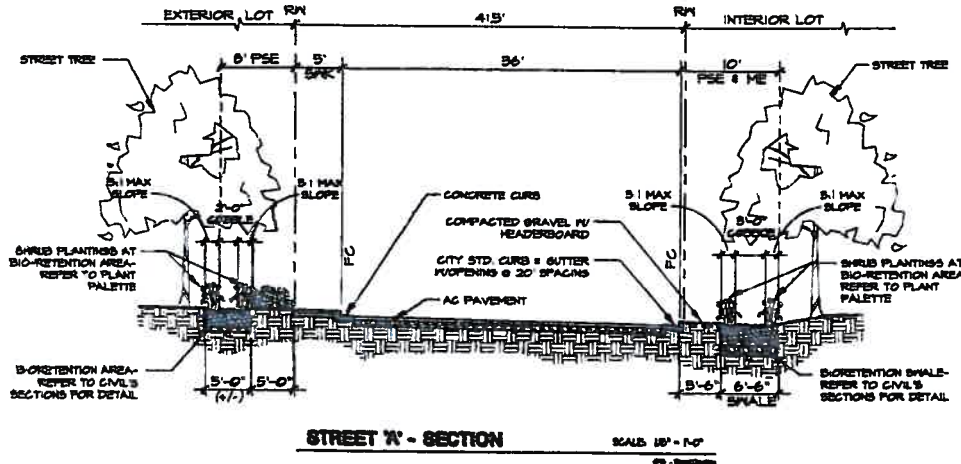 EXTERIOR LOT
R/W
41.5'
R/W
INTERIOR LOT
8' PSE
5'
S/WK
36'
10'
PSE & ME
STREET TREE
STREET TREE
3:1 MAX
SLOPE
COBBLE
3:1 MAX
SLOPE
CONCRETE CURB
3:1 MAX
SLOPE
COBBLE
3:1 MAX
SLOPE
COMPACTED GRAVEL W/
HEADERBOARD
SHRUB PLANTINGS AT
BIO-RETENTION AREA-
REFER TO PLANT
PALETTE
FC
CITY STD. CURB & GUTTER
W/OPENING @ 20' SPACINGS
FC
SHRUB PLANTINGS AT
BIO-RETENTION AREA
REFER TO PLANT
PALETTE
AC PAVEMENT
BIORETENTION AREA-
REFER TO CIVIL'S
SECTIONS FOR DETAIL
5'-0"
(+/-)
5'-0"
3'-6"
6'-6"
SWALE
BIORETENTION SWALE-
REFER TO CIVIL'S
SECTIONS FOR DETAIL
STREET 'A' - SECTION
SCALE: